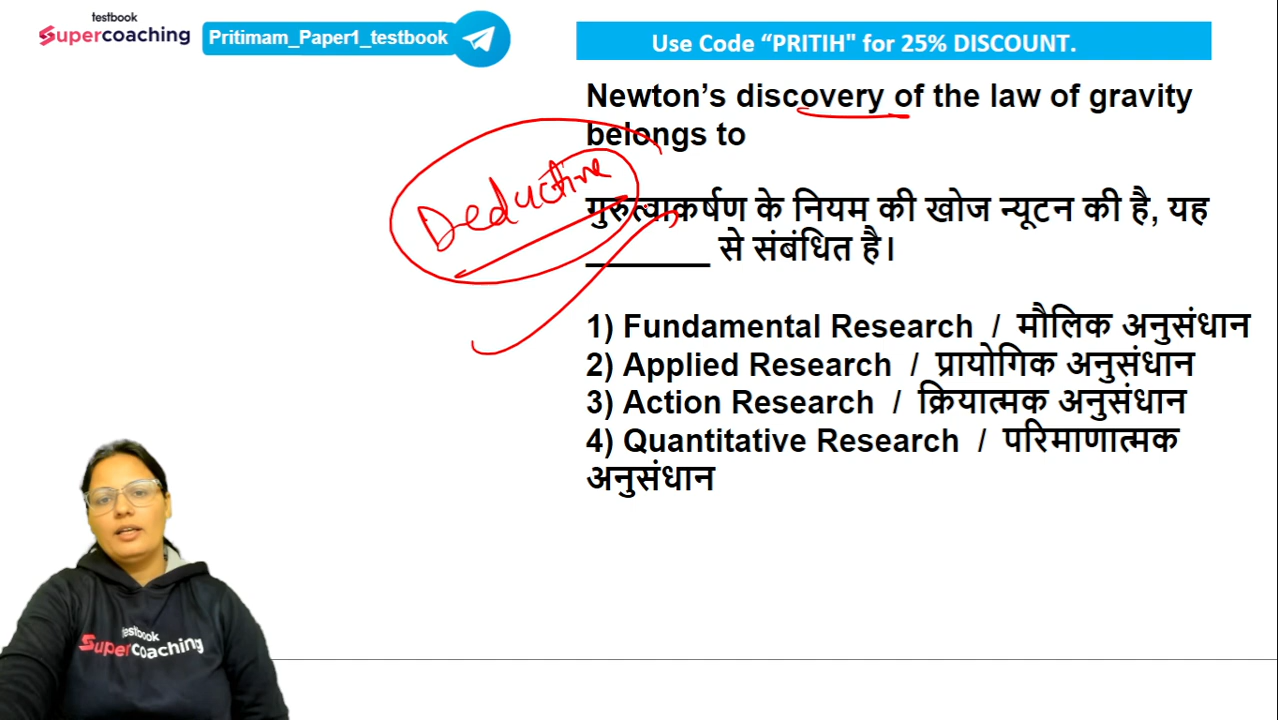 testbook
Supercoaching
Pritimam_Paper1_testbook
Use Code “PRITIH" for 25% DISCOUNT.
Newton’s discovery of the law of gravity
belongs to
Deductive
गुरुत्वाकर्षण के नियम की खोज न्यूटन की है, यह
_______ से संबंधित है।
1) Fundamental Research / मौलिक अनुसंधान
2) Applied Research / प्रायोगिक अनुसंधान
3) Action Research / क्रियात्मक अनुसंधान
4) Quantitative Research / परिमाणात्मक
अनुसंधान
testbook
Supercoaching